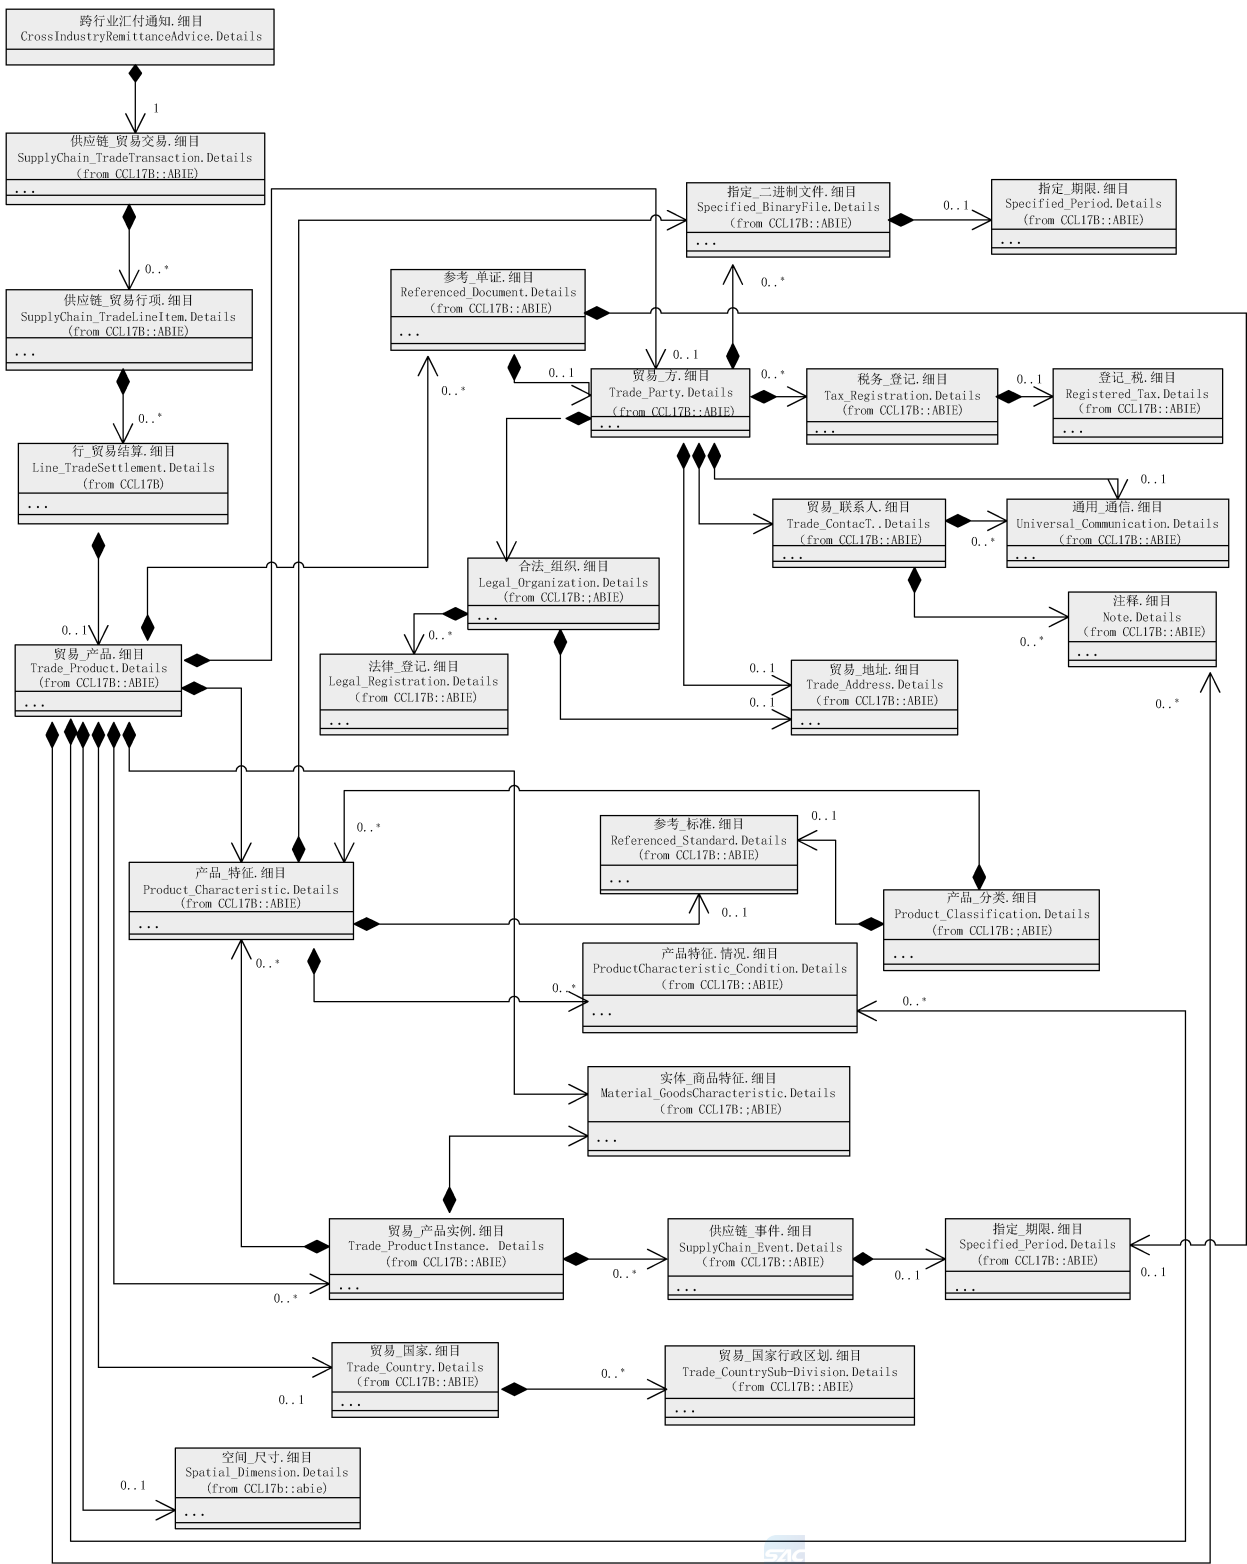 跨行业汇付通知.细目
CrossIndustryRemittanceAdvice.Details
1
供应链_贸易交易.细目
SupplyChain_TradeTransaction.Details
(from CCL17B::ABIE)
...
0..*
供应链_贸易行项.细目
SupplyChain_TradeLineItem.Details
(from CCL17B::ABIE)
...
0..*
行_贸易结算.细目
Line_TradeSettlement.Details
(from CCL17B)
...
0..1
贸易_产品.细目
Trade_Product.Details
(from CCL17B::ABIE)
...
参考_单证.细目
Referenced_Document.Details
(from CCL17B::ABIE)
...
0..*
0..1
指定_二进制文件.细目
Specified_BinaryFile.Details
(from CCL17B::ABIE)
...
0..1
指定_期限.细目
Specified_Period.Details
(from CCL17B::ABIE)
...
0..*
0..1
贸易_方.细目
Trade_Party.Details
(from CCL17B::ABIE)
...
0..*
税务_登记.细目
Tax_Registration.Details
(from CCL17B::ABIE)
...
0..1
登记_税.细目
Registered_Tax.Details
(from CCL17B::ABIE)
...
0..1
贸易_联系人.细目
Trade_ContacT..Details
(from CCL17B::ABIE)
...
0..*
通用_通信.细目
Universal_Communication.Details
(from CCL17B::ABIE)
...
合法_组织.细目
Legal_Organization.Details
(from CCL17B:;ABIE)
...
0..*
注释.细目
Note.Details
(from CCL17B::ABIE)
...
0..*
0..*
法律_登记.细目
Legal_Registration.Details
(from CCL17B::ABIE)
...
0..1
0..1
贸易_地址.细目
Trade_Address.Details
(from CCL17B::ABIE)
...
0..*
产品_特征.细目
Product_Characteristic.Details
(from CCL17B::ABIE)
...
0..*
参考_标准.细目
Referenced_Standard.Details
(from CCL17B::ABIE)
...
0..1
0..1
产品_分类.细目
Product_Classification.Details
(from CCL17B:;ABIE)
...
0..*
产品特征.情况.细目
ProductCharacteristic_Condition.Details
(from CCL17B::ABIE)
...
0..*
实体_商品特征.细目
Material_GoodsCharacteristic.Details
(from CCL17B:;ABIE)
...
贸易_产品实例.细目
Trade_ProductInstance. Details
(from CCL17B::ABIE)
...
0..*
0..*
供应链_事件.细目
SupplyChain_Event.Details
(from CCL17B::ABIE)
...
0..1
指定_期限.细目
Specified_Period.Details
(from CCL17B::ABIE)
...
0..1
贸易_国家.细目
Trade_Country.Details
(from CCL17B::ABIE)
...
0..1
0..*
贸易_国家行政区划.细目
Trade_CountrySub-Division.Details
(from CCL17B::ABIE)
...
空间_尺寸.细目
Spatial_Dimension.Details
(from CCL17b::abie)
...
0..1
SAC